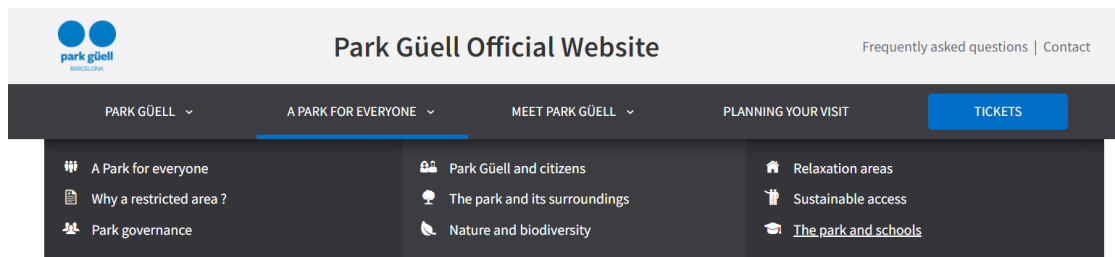 park güell
BARCELONA
Park Güell Official Website
Frequently asked questions | Contact
PARK GÜELL
A PARK FOR EVERYONE
MEET PARK GÜELL
PLANNING YOUR VISIT
TICKETS
A Park for everyone
Why a restricted area ?
Park governance
Park Güell and citizens
The park and its surroundings
Nature and biodiversity
Relaxation areas
Sustainable access
The park and schools